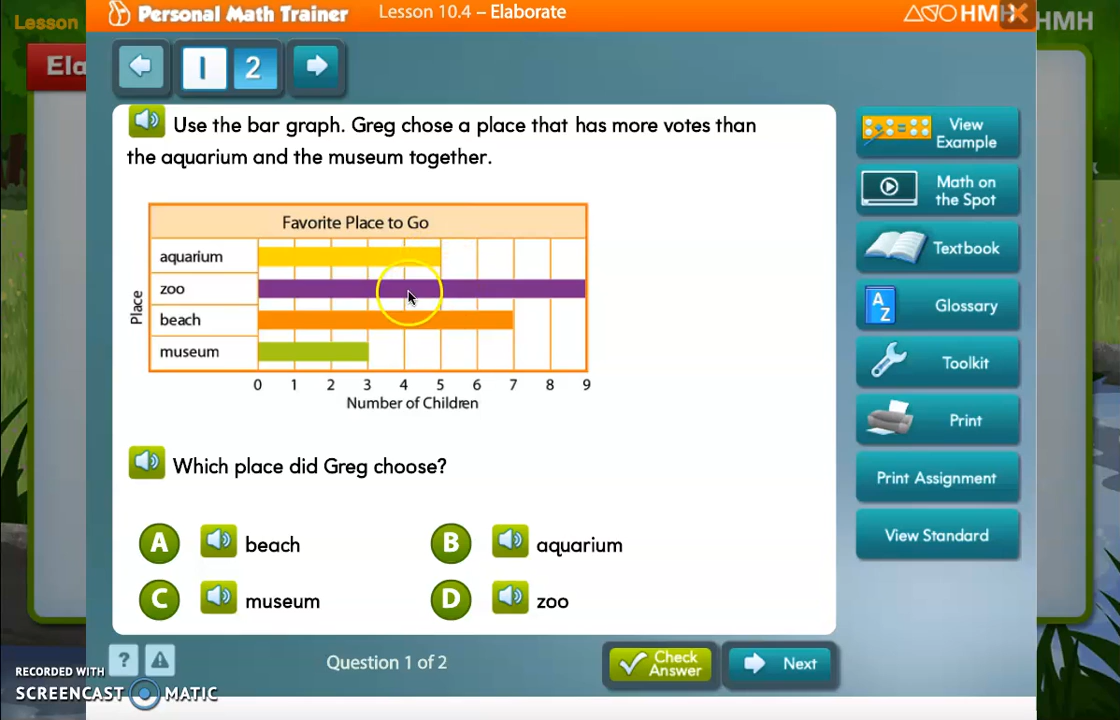 Lesson
Personal Math Trainer
Lesson 10.4 – Elaborate
HMH
HMH
Ela
1
2
Use the bar graph. Greg chose a place that has more votes than
the aquarium and the museum together.
Favorite Place to Go
Place
aquarium
zoo
beach
museum
0 1 2 3 4 5 6 7 8 9
Number of Children
Which place did Greg choose?
A beach
B aquarium
C museum
D zoo
View
Example
Math on
the Spot
Textbook
A
Z
Glossary
Toolkit
Print
Print Assignment
View Standard
?
Question 1 of 2
Check
Answer
Next
RECORDED WITH
SCREENCAST MATIC